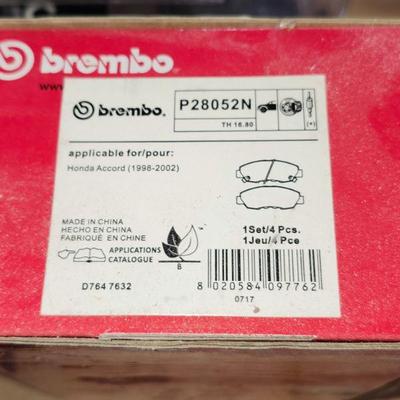 brembo
www.
brembo.
P28052N
TH 16.80
(+)
applicable for/pour:
Honda Accord (1998-2002)
MADE IN CHINA
HECHO EN CHINA
FABRIQUÉ EN CHINE
1Set/4 Pcs.
1Jeu/4 Pce
APPLICATIONS
CATALOGUE
B
D764 7632
8 020584 097762
0717